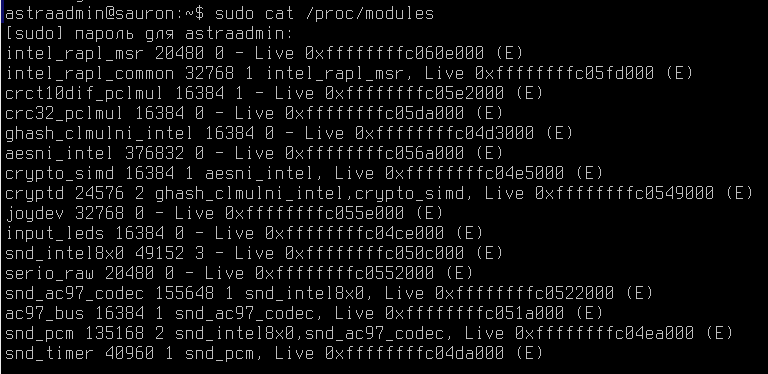 astraadmin@sauron:~$ sudo cat /proc/modules
[sudo] пароль для astraadmin:
intel_rapl_msr 20480 0 - Live 0xffffffffc060e000 (E)
intel_rapl_common 32768 1 intel_rapl_msr, Live 0xffffffffc05fd000 (E)
crct10dif_pclmul 16384 1 - Live 0xffffffffc05e2000 (E)
crc32_pclmul 16384 0 - Live 0xffffffffc05da000 (E)
ghash_clmulni_intel 16384 0 - Live 0xffffffffc04d3000 (E)
aesni_intel 376832 0 - Live 0xffffffffc056a000 (E)
crypto_simd 16384 1 aesni_intel, Live 0xffffffffc04e5000 (E)
cryptd 24576 2 ghash_clmulni_intel,crypto_simd, Live 0xffffffffc0549000 (E)
joydev 32768 0 - Live 0xffffffffc055e000 (E)
input_leds 16384 0 - Live 0xffffffffc04ce000 (E)
snd_intel8x0 49152 3 - Live 0xffffffffc050c000 (E)
serio_raw 20480 0 - Live 0xffffffffc0552000 (E)
snd_ac97_codec 155648 1 snd_intel8x0, Live 0xffffffffc0522000 (E)
ac97_bus 16384 1 snd_ac97_codec, Live 0xffffffffc051a000 (E)
snd_pcm 135168 2 snd_intel8x0,snd_ac97_codec, Live 0xffffffffc04ea000 (E)
snd_timer 40960 1 snd_pcm, Live 0xffffffffc04da000 (E)